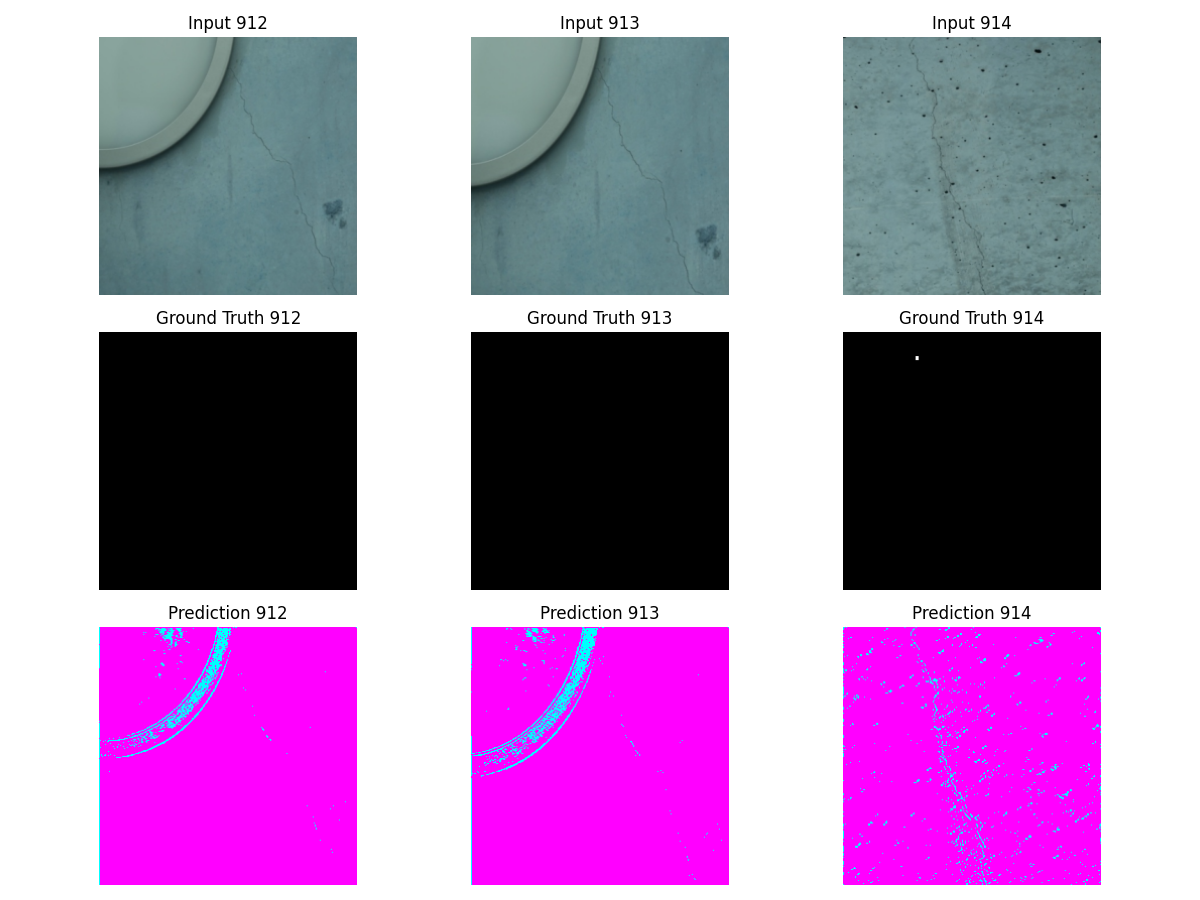 Input 912
Input 913
Input 914
Ground Truth 912
Ground Truth 913
Ground Truth 914
Prediction 912
Prediction 913
Prediction 914